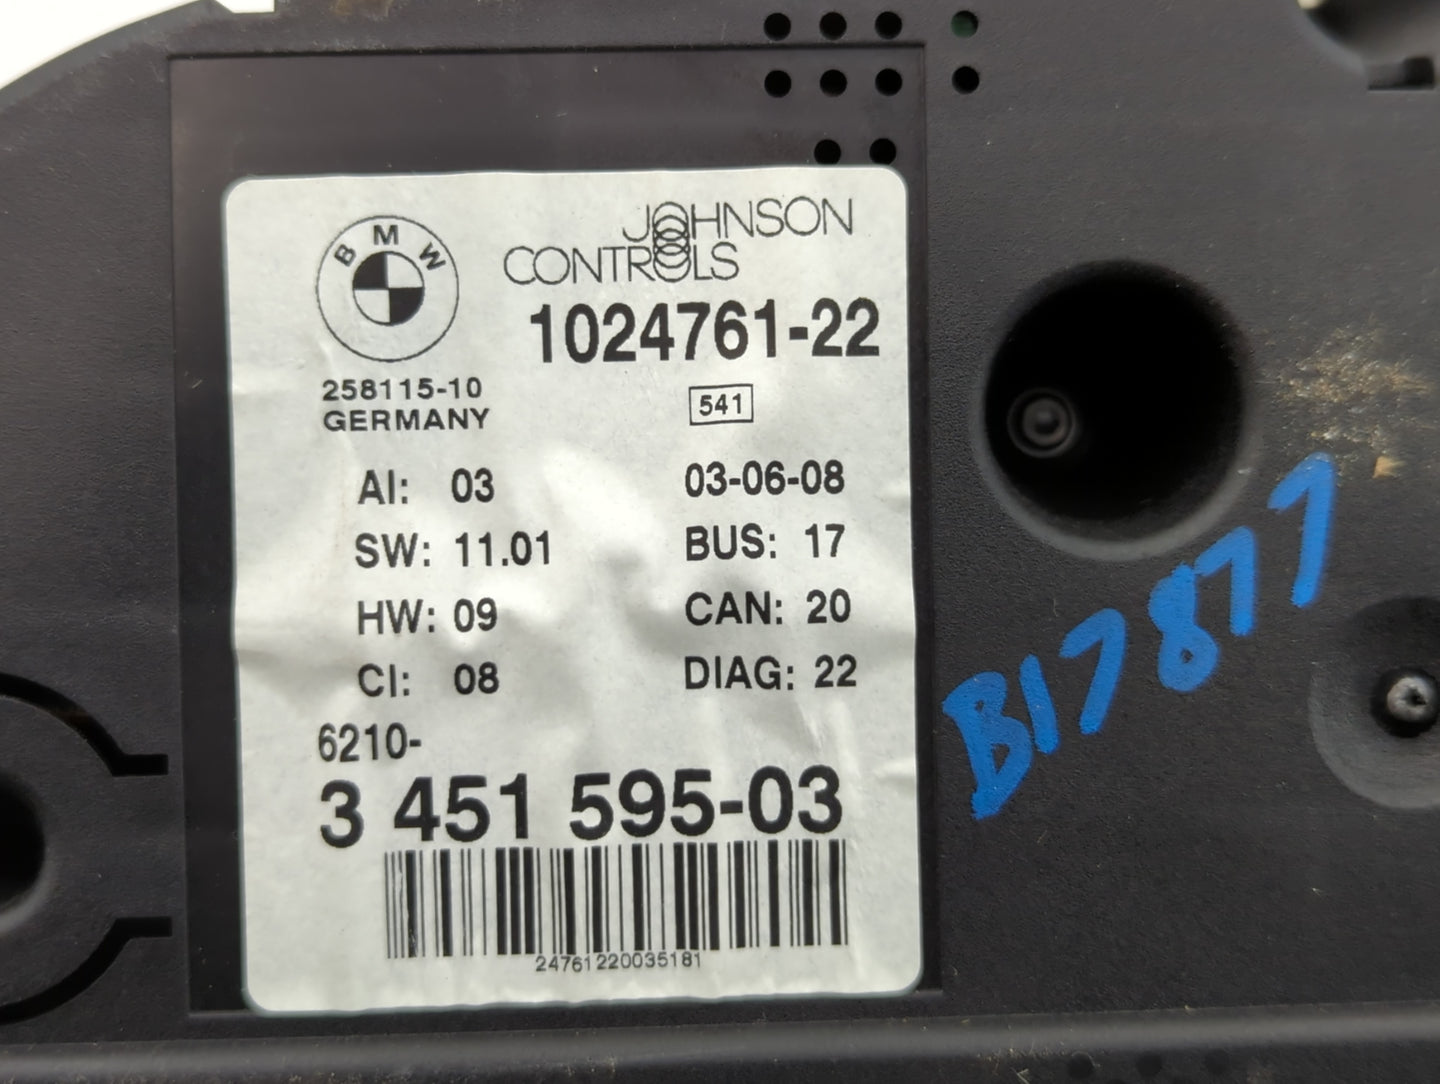 BMW
JOHNSON
CONTROLS
1024761-22
258115-10
GERMANY
541
AI: 03
03-06-08
SW: 11.01
BUS: 17
HW: 09
CAN: 20
CI: 08
DIAG: 22
6210-
3 451 595-03
24761220035181
B17877